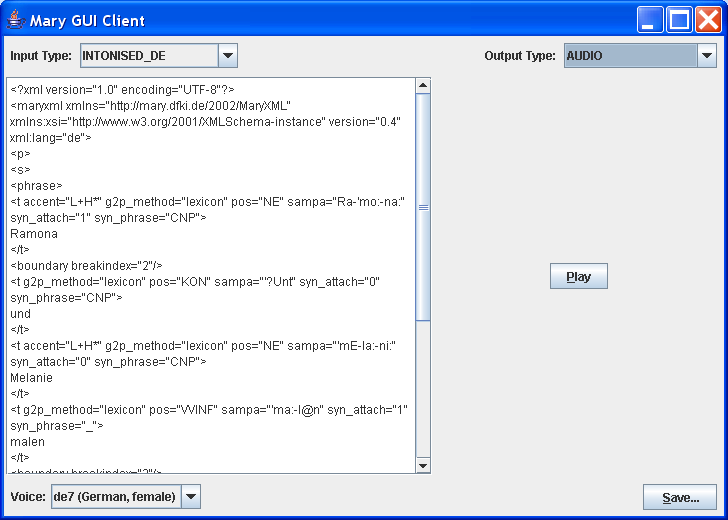 Mary GUI Client
Input Type: INTONISED_DE Output Type: AUDIO
<?xml version="1.0" encoding="UTF-8"?>
<maryxml xmlns="http://mary.dfki.de/2002/MaryXML"
xmlns:xsi="http://www.w3.org/2001/XMLSchema-instance" version="0.4"
xml:lang="de">
<p>
<s>
<phrase>
<t accent="L+H*" g2p_method="lexicon" pos="NE" sampa="Ra-'mo:-na:"
syn_attach="1" syn_phrase="CNP">
Ramona
</t>
<boundary breakindex="2"/>
<t g2p_method="lexicon" pos="KON" sampa="'?Unt" syn_attach="0"
syn_phrase="CNP">
und
</t>
<t accent="L+H*" g2p_method="lexicon" pos="NE" sampa="'mE-la:-ni:"
syn_attach="0" syn_phrase="CNP">
Melanie
</t>
<t g2p_method="lexicon" pos="VVINF" sampa="'ma:-l@n" syn_attach="1"
syn_phrase="_">
malen
</t>
<boundary breakindex="2"/>
Play
Voice: de7 (German, female) Save...